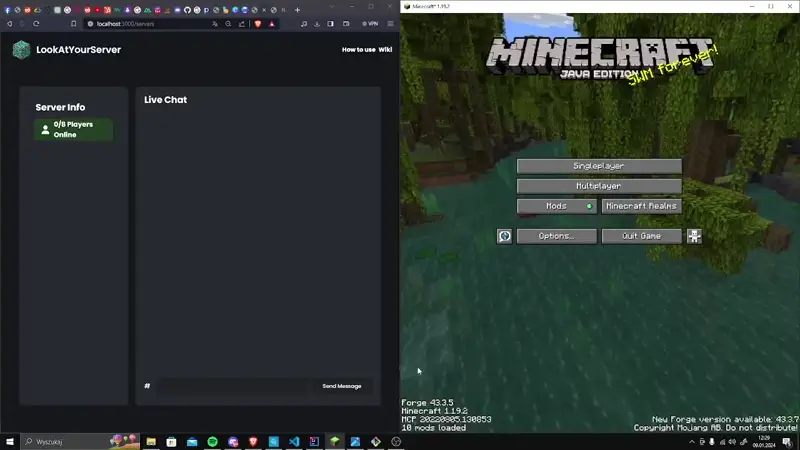 Minecraft* 1.19.2
localhost:3000/servers
VPN
LookAtYourServer
How to use Wiki
Server Info
0/8 Players
Online
Live Chat
#
Send Message
MINECRAFT
JAVA EDITION
SWM forever!
Singleplayer
Multiplayer
Mods
Minecraft Realms
Options...
Quit Game
Forge 43.3.5
Minecraft 1.19.2
MCP 20220805.130853
10 mods loaded
New Forge version available: 43.3.7
Copyright Mojang AB. Do not distribute!
Wyszukaj
12:29
09.01.2024